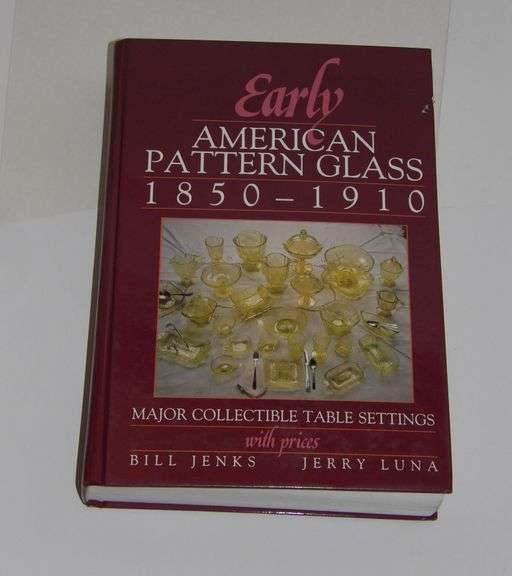 Early
AMERICAN
PATTERN GLASS
1850–1910
MAJOR COLLECTIBLE TABLE SETTINGS
with prices
BILL JENKS JERRY LUNA